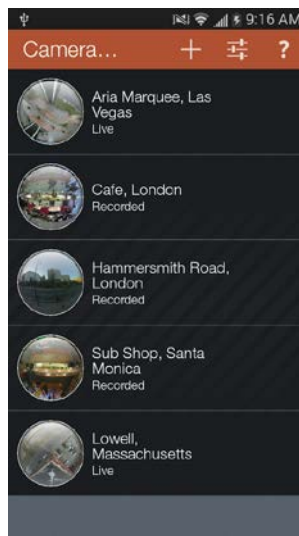 9:16 AM
Camera...
?
Aria Marquee, Las
Vegas
Live
Cafe, London
Recorded
Hammersmith Road,
London
Recorded
Sub Shop, Santa
Monica
Recorded
Lowell,
Massachusetts
Live